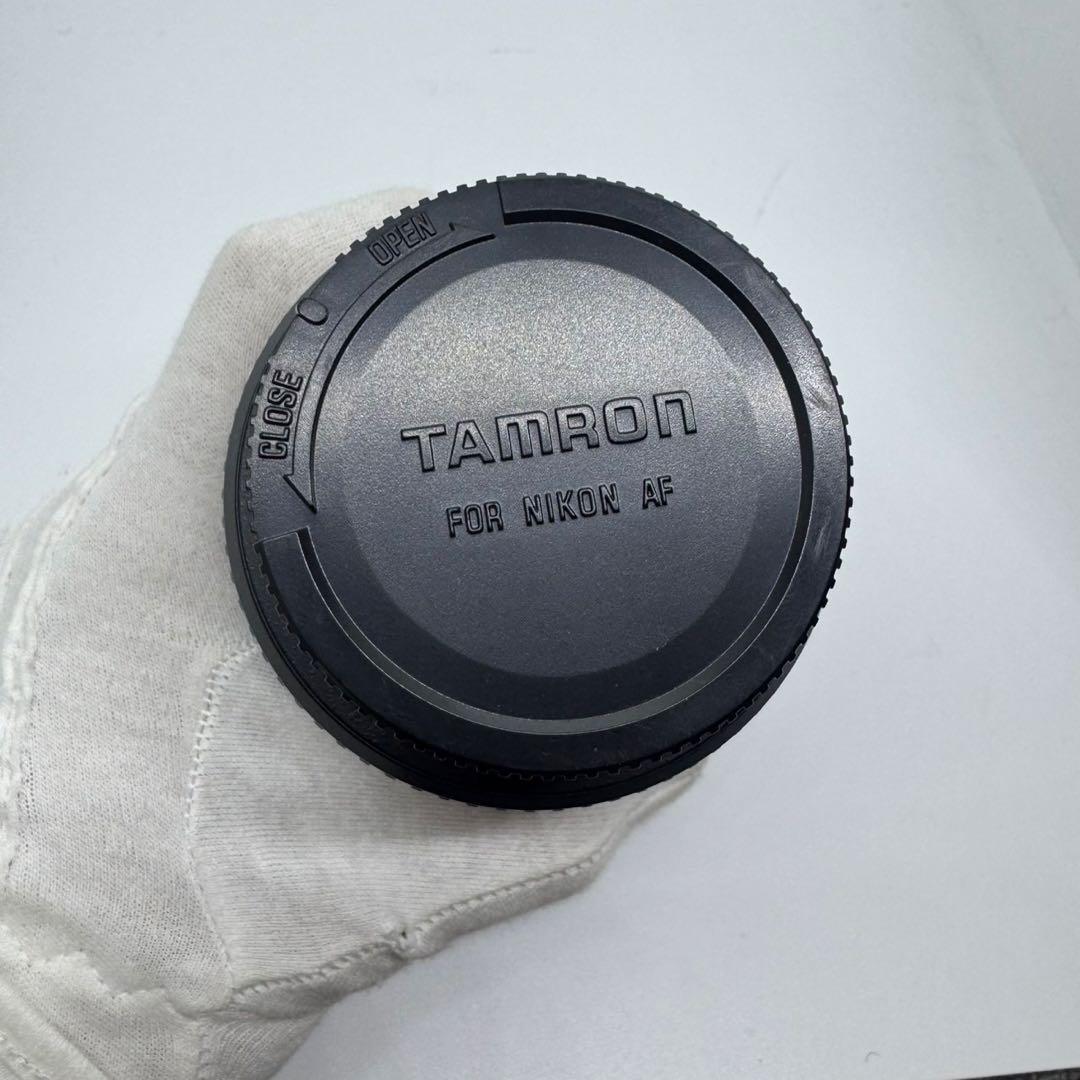 OPEN
CLOSE
TAMRON
FOR NIKON AF